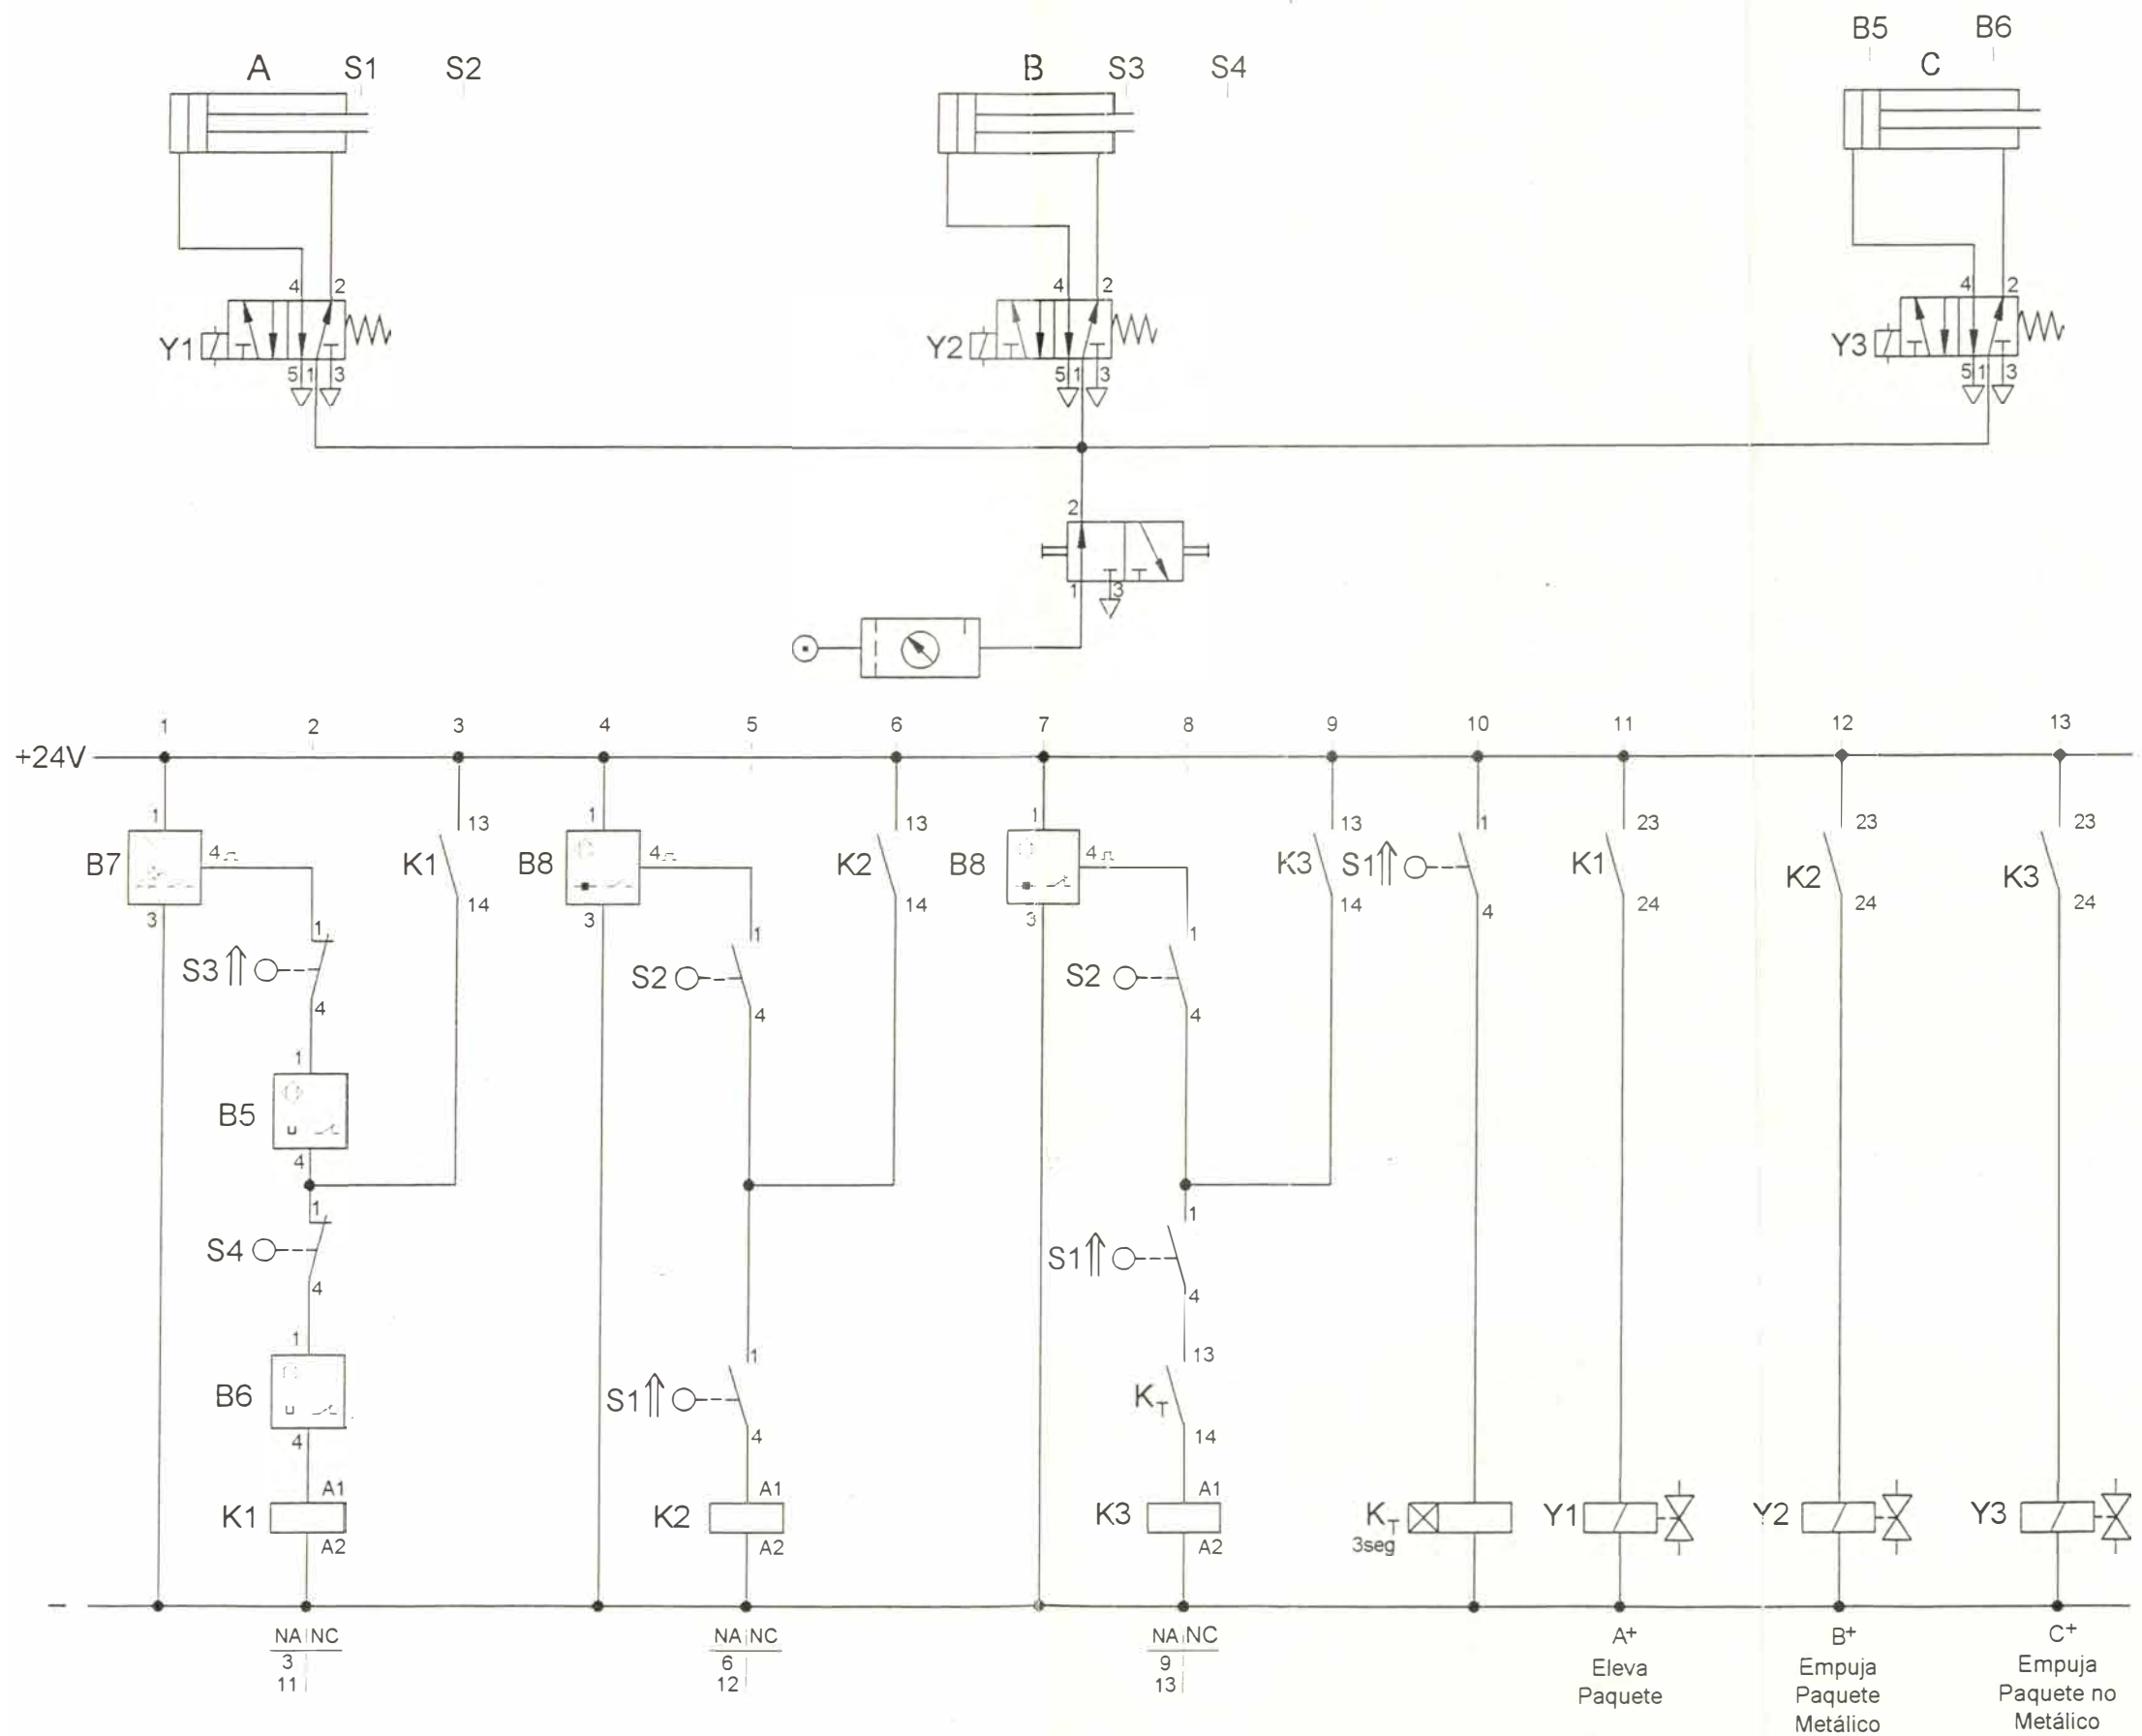 B5 B6
A S1 S2 B S3 S4 C
4 2 4 2 4 2
Y1 Y2 Y3
5 1 3 5 1 3 5 1 3
2
1 3
1 2 3 4 5 6 7 8 9 10 11 12 13
+24V
1 13 1 13 1 13 1 23 23 23
B7 4 K1 B8 4 K2 B8 4 K3 S1 K1 K2 K3
3 14 3 14 3 14 4 24 24 24
1 1 1
S3 S2 S2
4 4 4
1
B5
4
1 1
S4 S1
4 4
1 1 13
B6 S1 KT
4 4 14
A1 A1 A1
K1 K2 K3 KT Y1 Y2 Y3
A2 A2 A2 3seg
–
NA NC NA NC NA NC A+ B+ C+
3 6 9 Eleva Empuja Empuja
11 12 13 Paquete Paquete Paquete no
Metálico Metálico